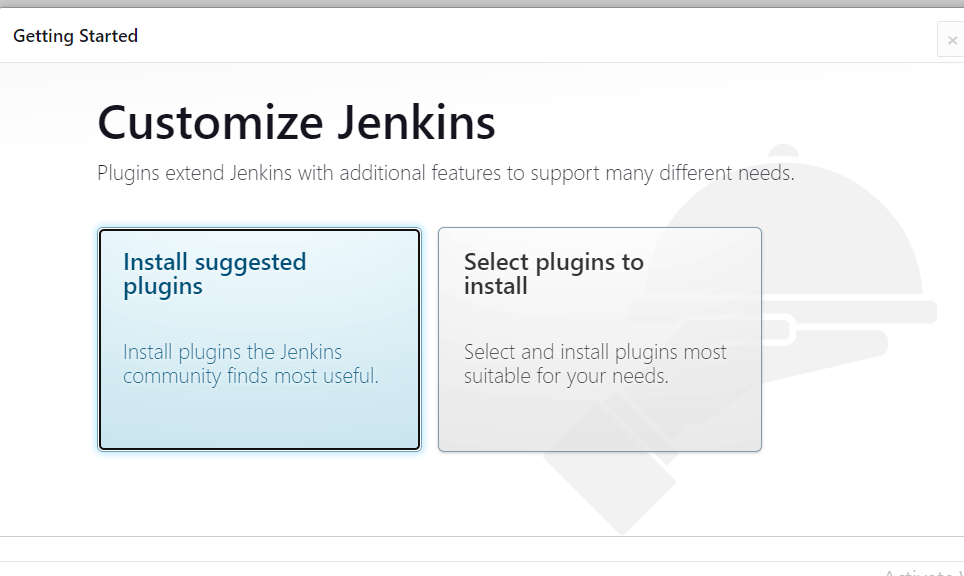 Getting Started
×
Customize Jenkins
Plugins extend Jenkins with additional features to support many different needs.
Install suggested
plugins
Install plugins the Jenkins
community finds most useful.
Select plugins to
install
Select and install plugins most
suitable for your needs.